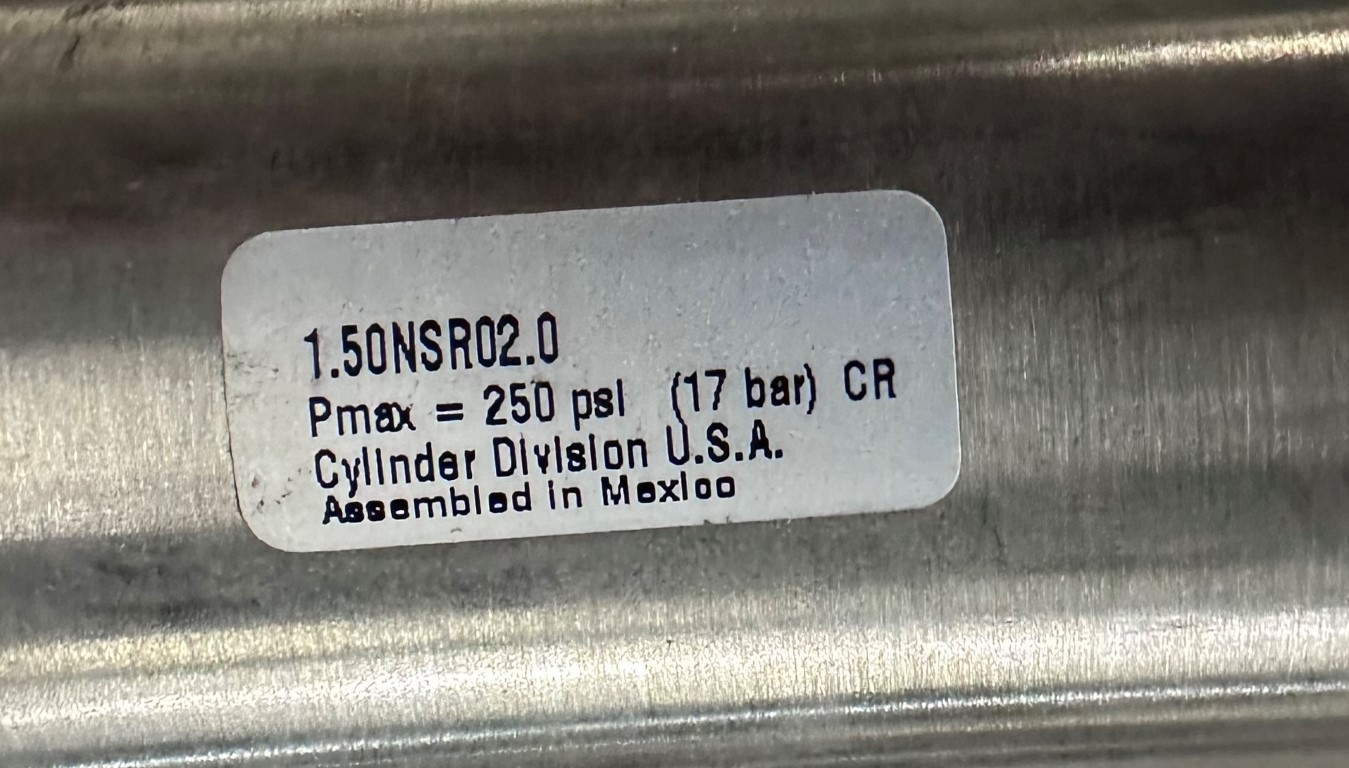 1.50NSR02.0
Pmax = 250 psi (17 bar) CR
Cylinder Division U.S.A.
Assembled in Mexico